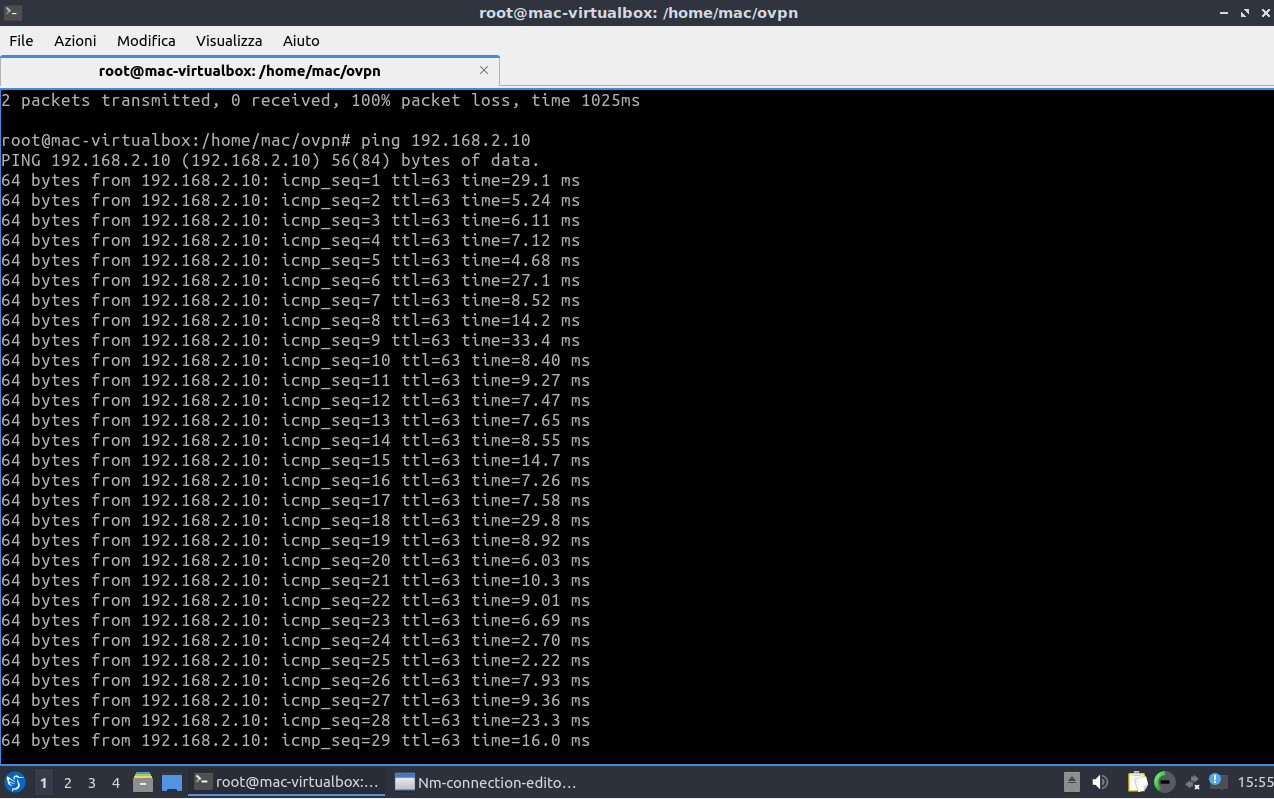 root@mac-virtualbox: /home/mac/ovpn
File Azioni Modifica Visualizza Aiuto
root@mac-virtualbox: /home/mac/ovpn
2 packets transmitted, 0 received, 100% packet loss, time 1025ms
root@mac-virtualbox:/home/mac/ovpn# ping 192.168.2.10
PING 192.168.2.10 (192.168.2.10) 56(84) bytes of data.
64 bytes from 192.168.2.10: icmp_seq=1 ttl=63 time=29.1 ms
64 bytes from 192.168.2.10: icmp_seq=2 ttl=63 time=5.24 ms
64 bytes from 192.168.2.10: icmp_seq=3 ttl=63 time=6.11 ms
64 bytes from 192.168.2.10: icmp_seq=4 ttl=63 time=7.12 ms
64 bytes from 192.168.2.10: icmp_seq=5 ttl=63 time=4.68 ms
64 bytes from 192.168.2.10: icmp_seq=6 ttl=63 time=27.1 ms
64 bytes from 192.168.2.10: icmp_seq=7 ttl=63 time=8.52 ms
64 bytes from 192.168.2.10: icmp_seq=8 ttl=63 time=14.2 ms
64 bytes from 192.168.2.10: icmp_seq=9 ttl=63 time=33.4 ms
64 bytes from 192.168.2.10: icmp_seq=10 ttl=63 time=8.40 ms
64 bytes from 192.168.2.10: icmp_seq=11 ttl=63 time=9.27 ms
64 bytes from 192.168.2.10: icmp_seq=12 ttl=63 time=7.47 ms
64 bytes from 192.168.2.10: icmp_seq=13 ttl=63 time=7.65 ms
64 bytes from 192.168.2.10: icmp_seq=14 ttl=63 time=8.55 ms
64 bytes from 192.168.2.10: icmp_seq=15 ttl=63 time=14.7 ms
64 bytes from 192.168.2.10: icmp_seq=16 ttl=63 time=7.26 ms
64 bytes from 192.168.2.10: icmp_seq=17 ttl=63 time=7.58 ms
64 bytes from 192.168.2.10: icmp_seq=18 ttl=63 time=29.8 ms
64 bytes from 192.168.2.10: icmp_seq=19 ttl=63 time=8.92 ms
64 bytes from 192.168.2.10: icmp_seq=20 ttl=63 time=6.03 ms
64 bytes from 192.168.2.10: icmp_seq=21 ttl=63 time=10.3 ms
64 bytes from 192.168.2.10: icmp_seq=22 ttl=63 time=9.01 ms
64 bytes from 192.168.2.10: icmp_seq=23 ttl=63 time=6.69 ms
64 bytes from 192.168.2.10: icmp_seq=24 ttl=63 time=2.70 ms
64 bytes from 192.168.2.10: icmp_seq=25 ttl=63 time=2.22 ms
64 bytes from 192.168.2.10: icmp_seq=26 ttl=63 time=7.93 ms
64 bytes from 192.168.2.10: icmp_seq=27 ttl=63 time=9.36 ms
64 bytes from 192.168.2.10: icmp_seq=28 ttl=63 time=23.3 ms
64 bytes from 192.168.2.10: icmp_seq=29 ttl=63 time=16.0 ms
1 2 3 4 root@mac-virtualbox:... Nm-connection-edito... 15:55